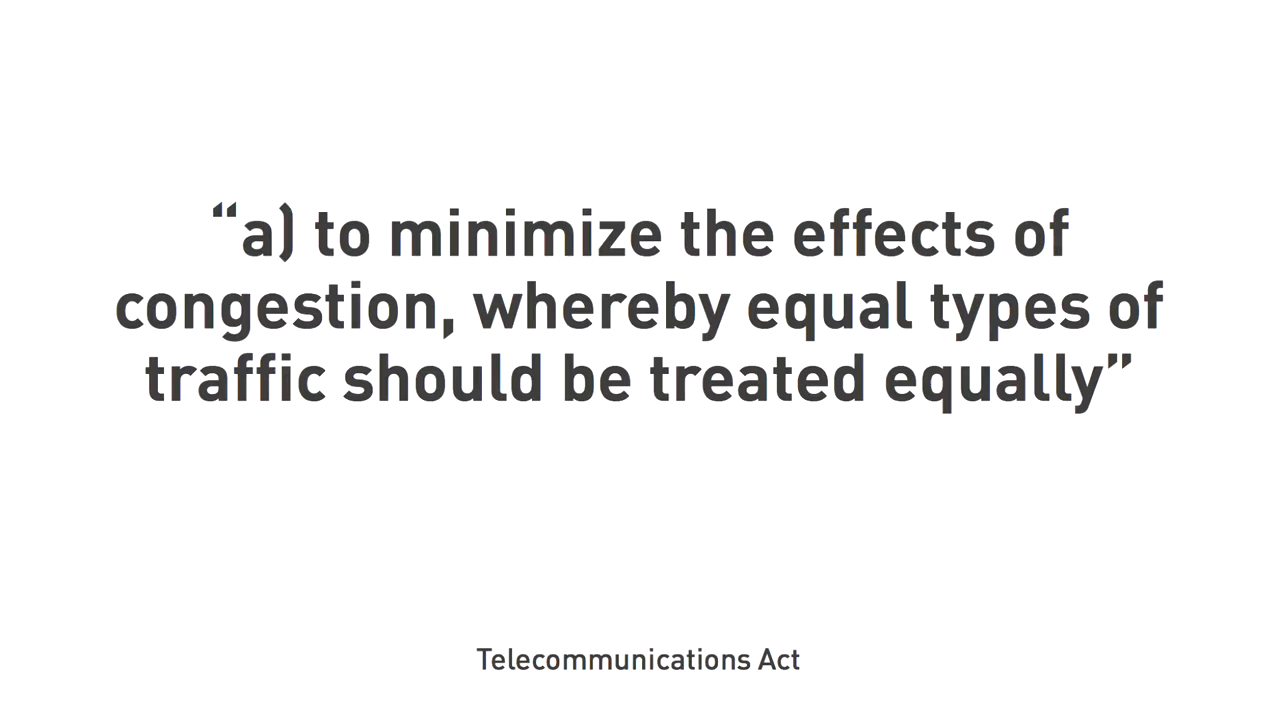 “a) to minimize the effects of
congestion, whereby equal types of
traffic should be treated equally”
Telecommunications Act